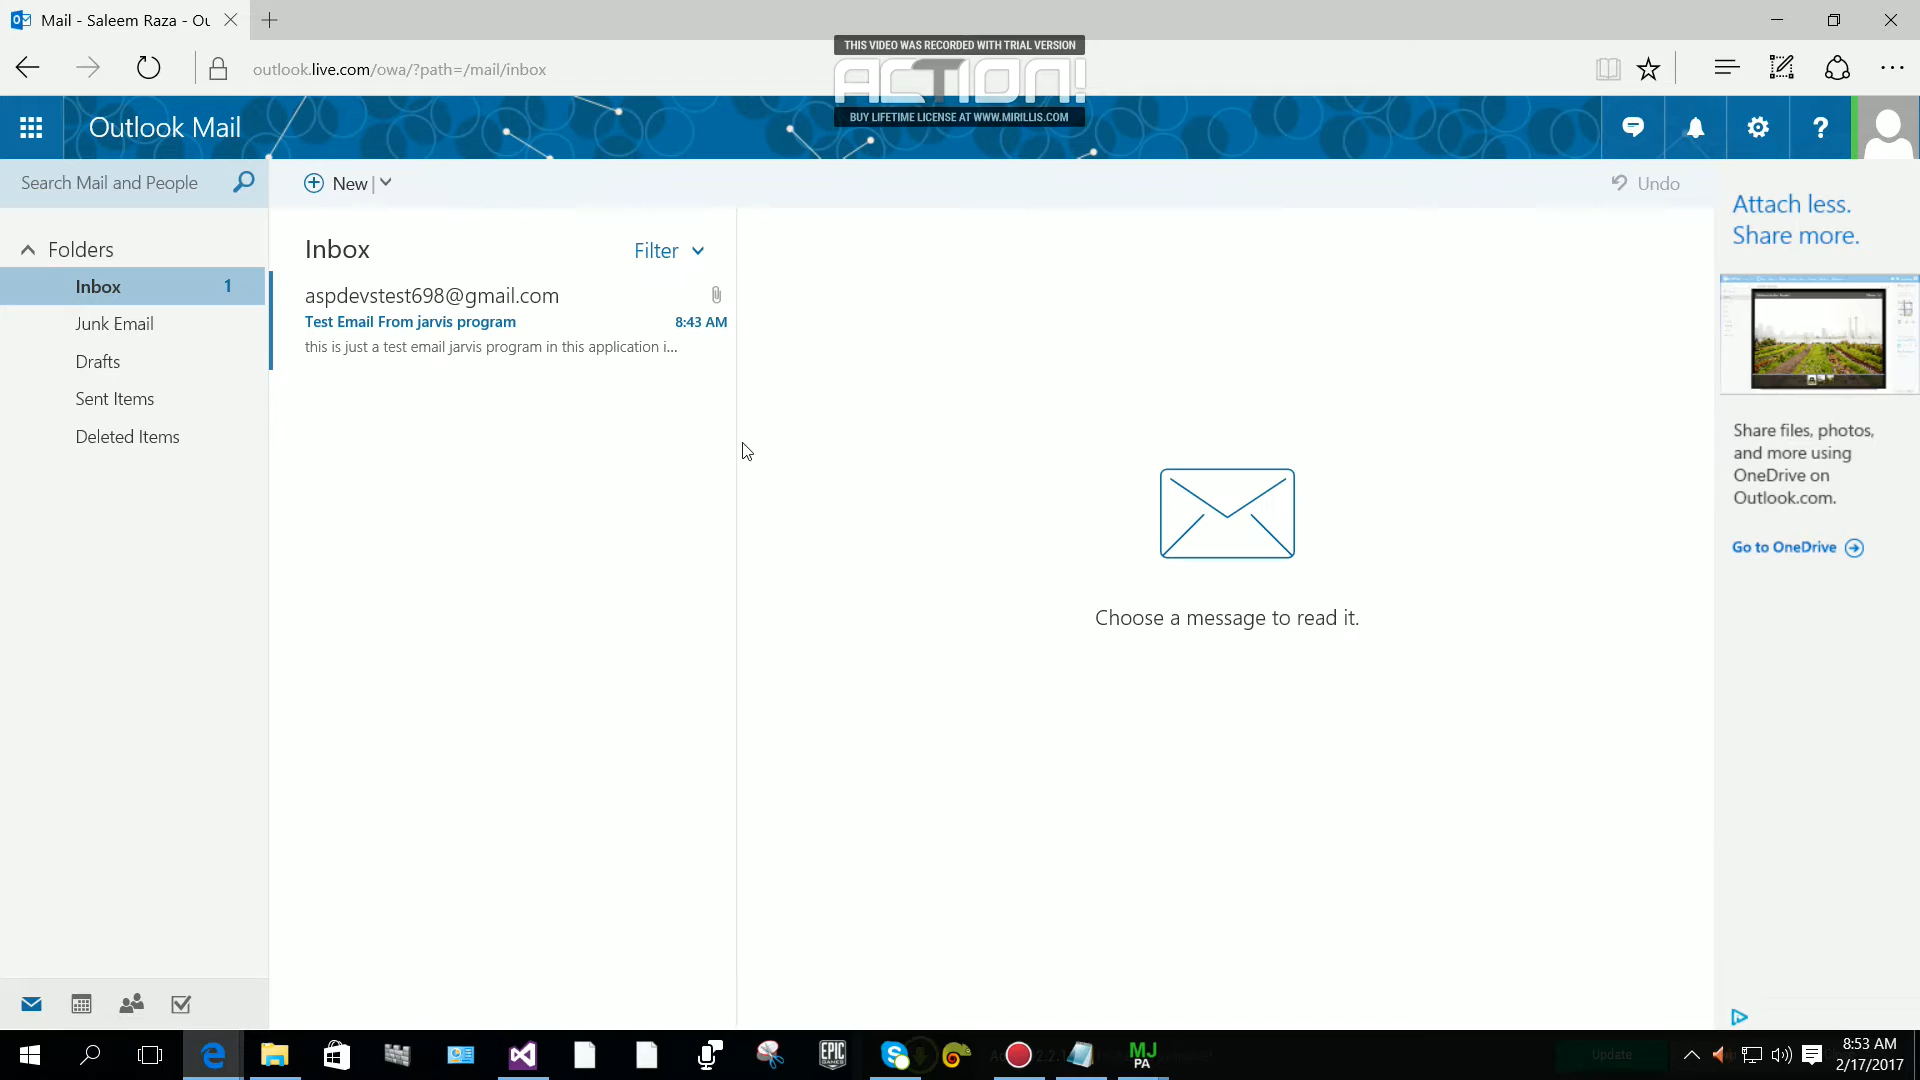 Mail - Saleem Raza - Ou
THIS VIDEO WAS RECORDED WITH TRIAL VERSION
outlook.live.com/owa/?path=/mail/inbox
ACTION!
BUY LIFETIME LICENSE AT WWW.MIRILLIS.COM
Outlook Mail
?
Search Mail and People
New
Undo
Attach less.
Share more.
Folders
Inbox
Filter
Inbox 1
aspdevstest698@gmail.com
Junk Email
Test Email From jarvis program 8:43 AM
this is just a test email jarvis program in this application i...
Drafts
Sent Items
Deleted Items
Share files, photos,
and more using
OneDrive on
Outlook.com.
Go to OneDrive
Choose a message to read it.
EPIC
GAMES
MJ
PA
Update
8:53 AM
2/17/2017